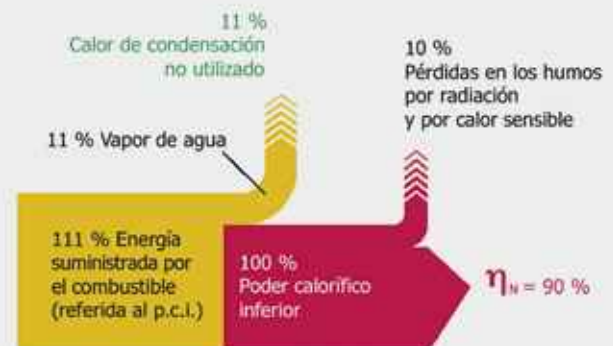 11 %
Calor de condensación
no utilizado
10 %
Pérdidas en los humos
por radiación
y por calor sensible
11 % Vapor de agua
111 % Energía
suministrada por
el combustible
(referida al p.c.i.)
100 %
Poder calorífico
inferior
ηN = 90 %